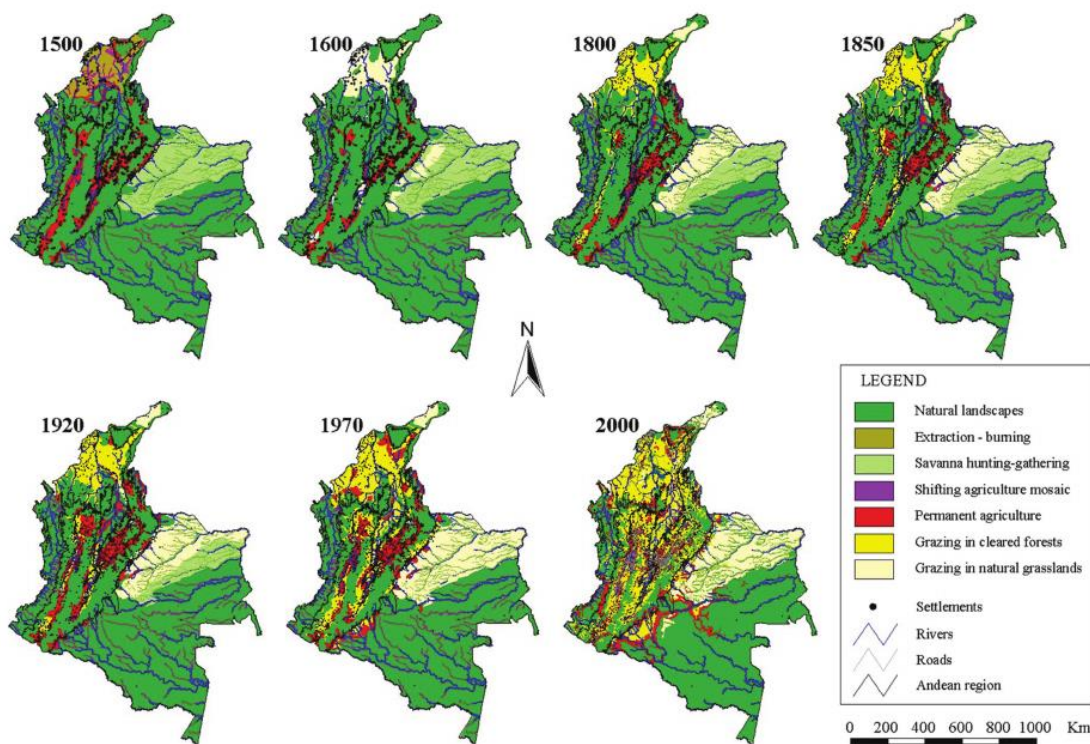 1500
1600
1800
1850
N
1920
1970
2000
LEGEND
Natural landscapes
Extraction - burning
Savanna hunting-gathering
Shifting agriculture mosaic
Permanent agriculture
Grazing in cleared forests
Grazing in natural grasslands
Settlements
Rivers
Roads
Andean region
0 200 400 600 800 1000 Km